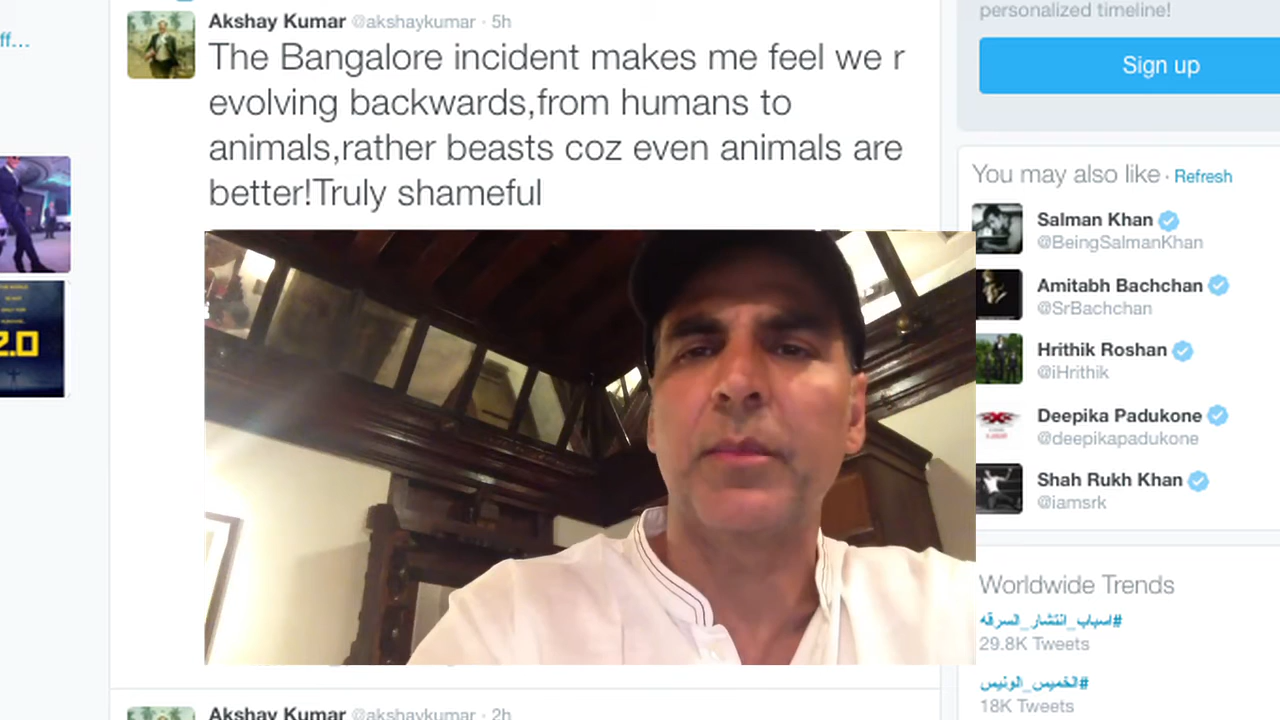 ff...
Akshay Kumar @akshaykumar · 5h
The Bangalore incident makes me feel we r
evolving backwards,from humans to
animals,rather beasts coz even animals are
better!Truly shameful
2.0
personalized timeline!
Sign up
You may also like · Refresh
Salman Khan
@BeingSalmanKhan
Amitabh Bachchan
@SrBachchan
Hrithik Roshan
@iHrithik
Deepika Padukone
@deepikapadukone
Shah Rukh Khan
@iamsrk
Worldwide Trends
#اسباب_انتشار_السرقه
29.8K Tweets
#الخميس_الونيس
18K Tweets
Akshay Kumar @akshaykumar · 2h